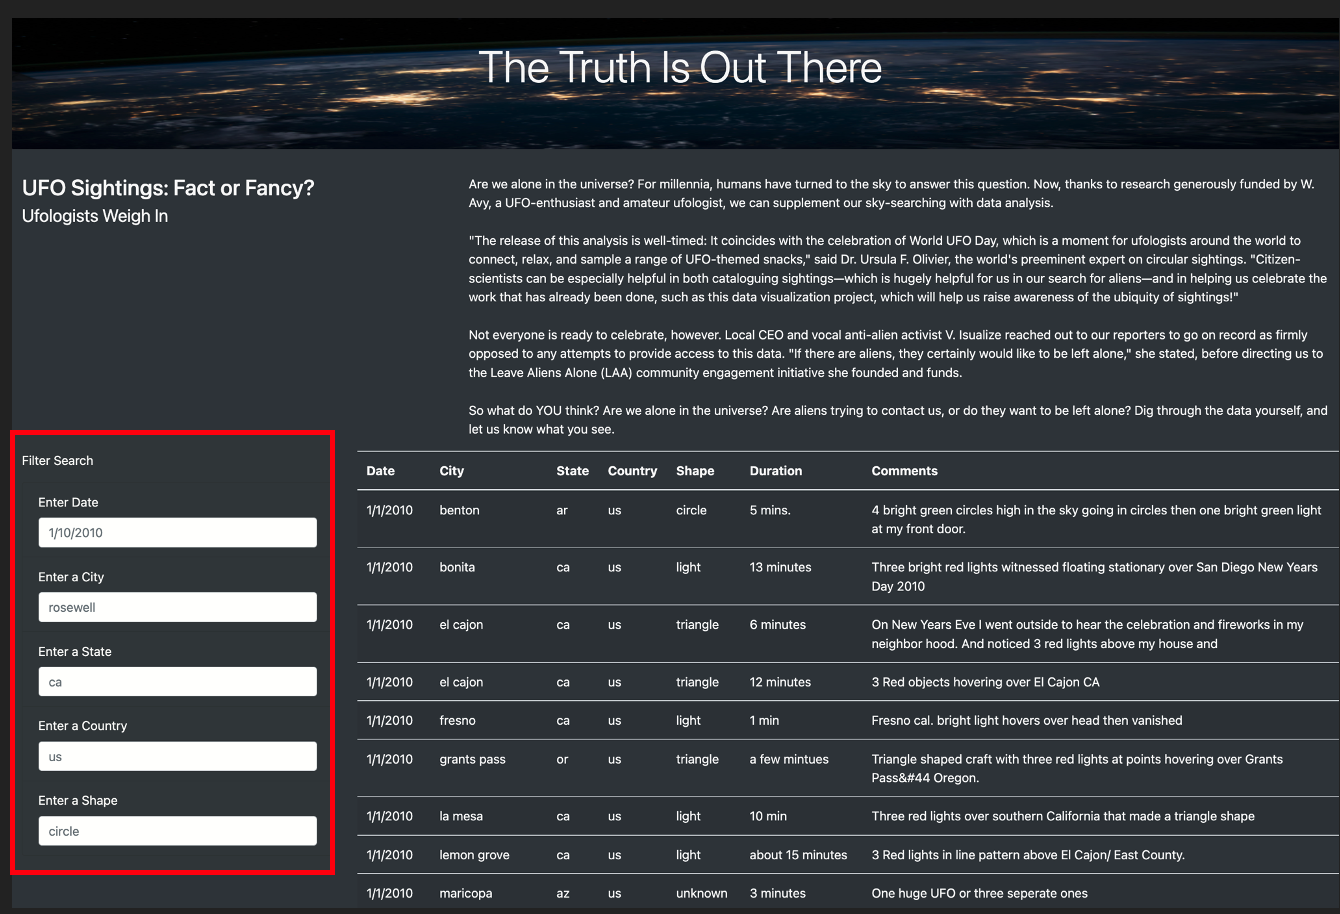 The Truth Is Out There
UFO Sightings: Fact or Fancy?
Ufologists Weigh In
Are we alone in the universe? For millennia, humans have turned to the sky to answer this question. Now, thanks to research generously funded by W.
Avy, a UFO-enthusiast and amateur ufologist, we can supplement our sky-searching with data analysis.
"The release of this analysis is well-timed: It coincides with the celebration of World UFO Day, which is a moment for ufologists around the world to
connect, relax, and sample a range of UFO-themed snacks," said Dr. Ursula F. Olivier, the world's preeminent expert on circular sightings. "Citizen-
scientists can be especially helpful in both cataloguing sightings—which is hugely helpful for us in our search for aliens—and in helping us celebrate the
work that has already been done, such as this data visualization project, which will help us raise awareness of the ubiquity of sightings!"
Not everyone is ready to celebrate, however. Local CEO and vocal anti-alien activist V. Isualize reached out to our reporters to go on record as firmly
opposed to any attempts to provide access to this data. "If there are aliens, they certainly would like to be left alone," she stated, before directing us to
the Leave Aliens Alone (LAA) community engagement initiative she founded and funds.
So what do YOU think? Are we alone in the universe? Are aliens trying to contact us, or do they want to be left alone? Dig through the data yourself, and
let us know what you see.
Filter Search
Enter Date
1/10/2010
Enter a City
rosewell
Enter a State
ca
Enter a Country
us
Enter a Shape
circle
Date City State Country Shape Duration Comments
1/1/2010 benton ar us circle 5 mins. 4 bright green circles high in the sky going in circles then one bright green light
at my front door.
1/1/2010 bonita ca us light 13 minutes Three bright red lights witnessed floating stationary over San Diego New Years
Day 2010
1/1/2010 el cajon ca us triangle 6 minutes On New Years Eve I went outside to hear the celebration and fireworks in my
neighbor hood. And noticed 3 red lights above my house and
1/1/2010 el cajon ca us triangle 12 minutes 3 Red objects hovering over El Cajon CA
1/1/2010 fresno ca us light 1 min Fresno cal. bright light hovers over head then vanished
1/1/2010 grants pass or us triangle a few mintues Triangle shaped craft with three red lights at points hovering over Grants
Pass&#44 Oregon.
1/1/2010 la mesa ca us light 10 min Three red lights over southern California that made a triangle shape
1/1/2010 lemon grove ca us light about 15 minutes 3 Red lights in line pattern above El Cajon/ East County.
1/1/2010 maricopa az us unknown 3 minutes One huge UFO or three seperate ones